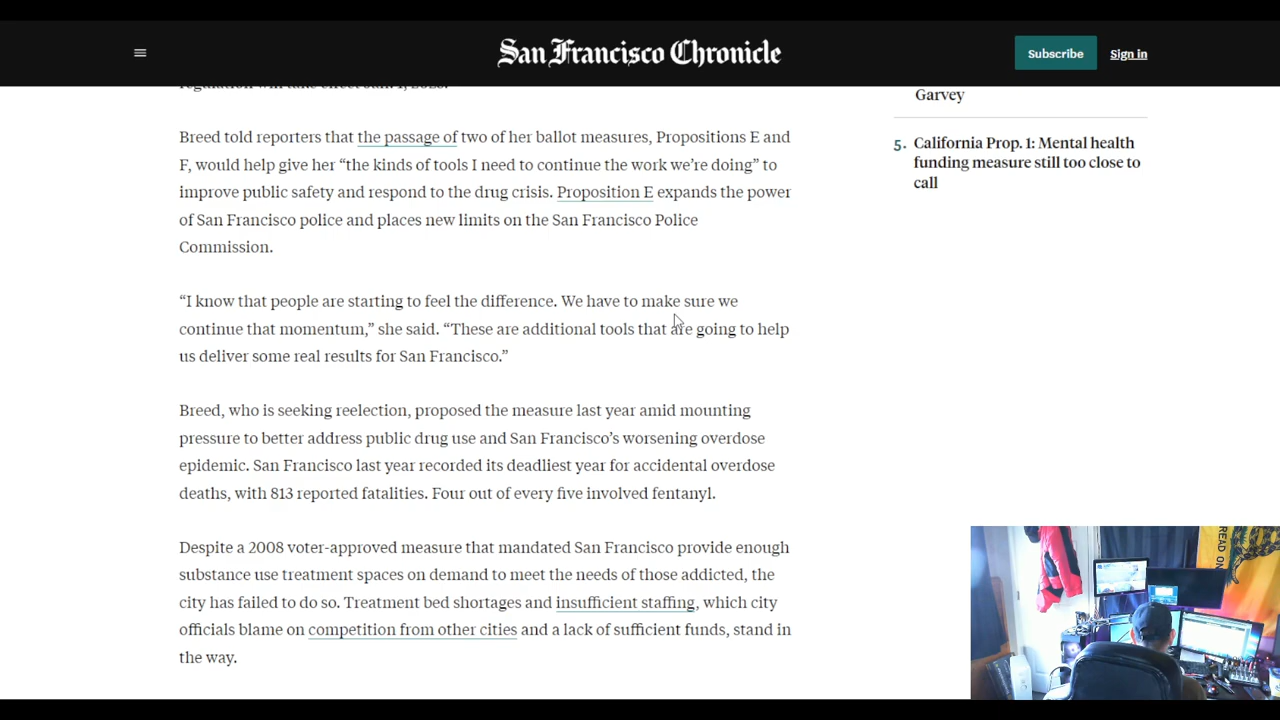 San Francisco Chronicle
Subscribe
Sign in
regulation will take effect Jan. 1, 2025.
Breed told reporters that the passage of two of her ballot measures, Propositions E and
F, would help give her “the kinds of tools I need to continue the work we’re doing” to
improve public safety and respond to the drug crisis. Proposition E expands the power
of San Francisco police and places new limits on the San Francisco Police
Commission.
“I know that people are starting to feel the difference. We have to make sure we
continue that momentum,” she said. “These are additional tools that are going to help
us deliver some real results for San Francisco.”
Breed, who is seeking reelection, proposed the measure last year amid mounting
pressure to better address public drug use and San Francisco’s worsening overdose
epidemic. San Francisco last year recorded its deadliest year for accidental overdose
deaths, with 813 reported fatalities. Four out of every five involved fentanyl.
Despite a 2008 voter-approved measure that mandated San Francisco provide enough
substance use treatment spaces on demand to meet the needs of those addicted, the
city has failed to do so. Treatment bed shortages and insufficient staffing, which city
officials blame on competition from other cities and a lack of sufficient funds, stand in
the way.
Garvey
5. California Prop. 1: Mental health
funding measure still too close to
call
READ ON